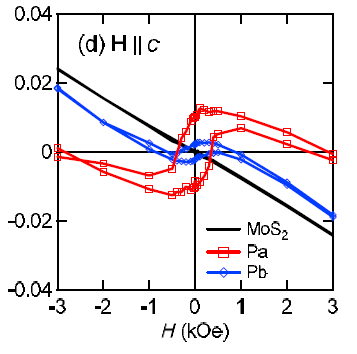 (d) H || c
0.04
0.02
0
-0.02
-0.04
MoS2
Pa
Pb
-3 -2 -1 0 1 2 3
H (kOe)